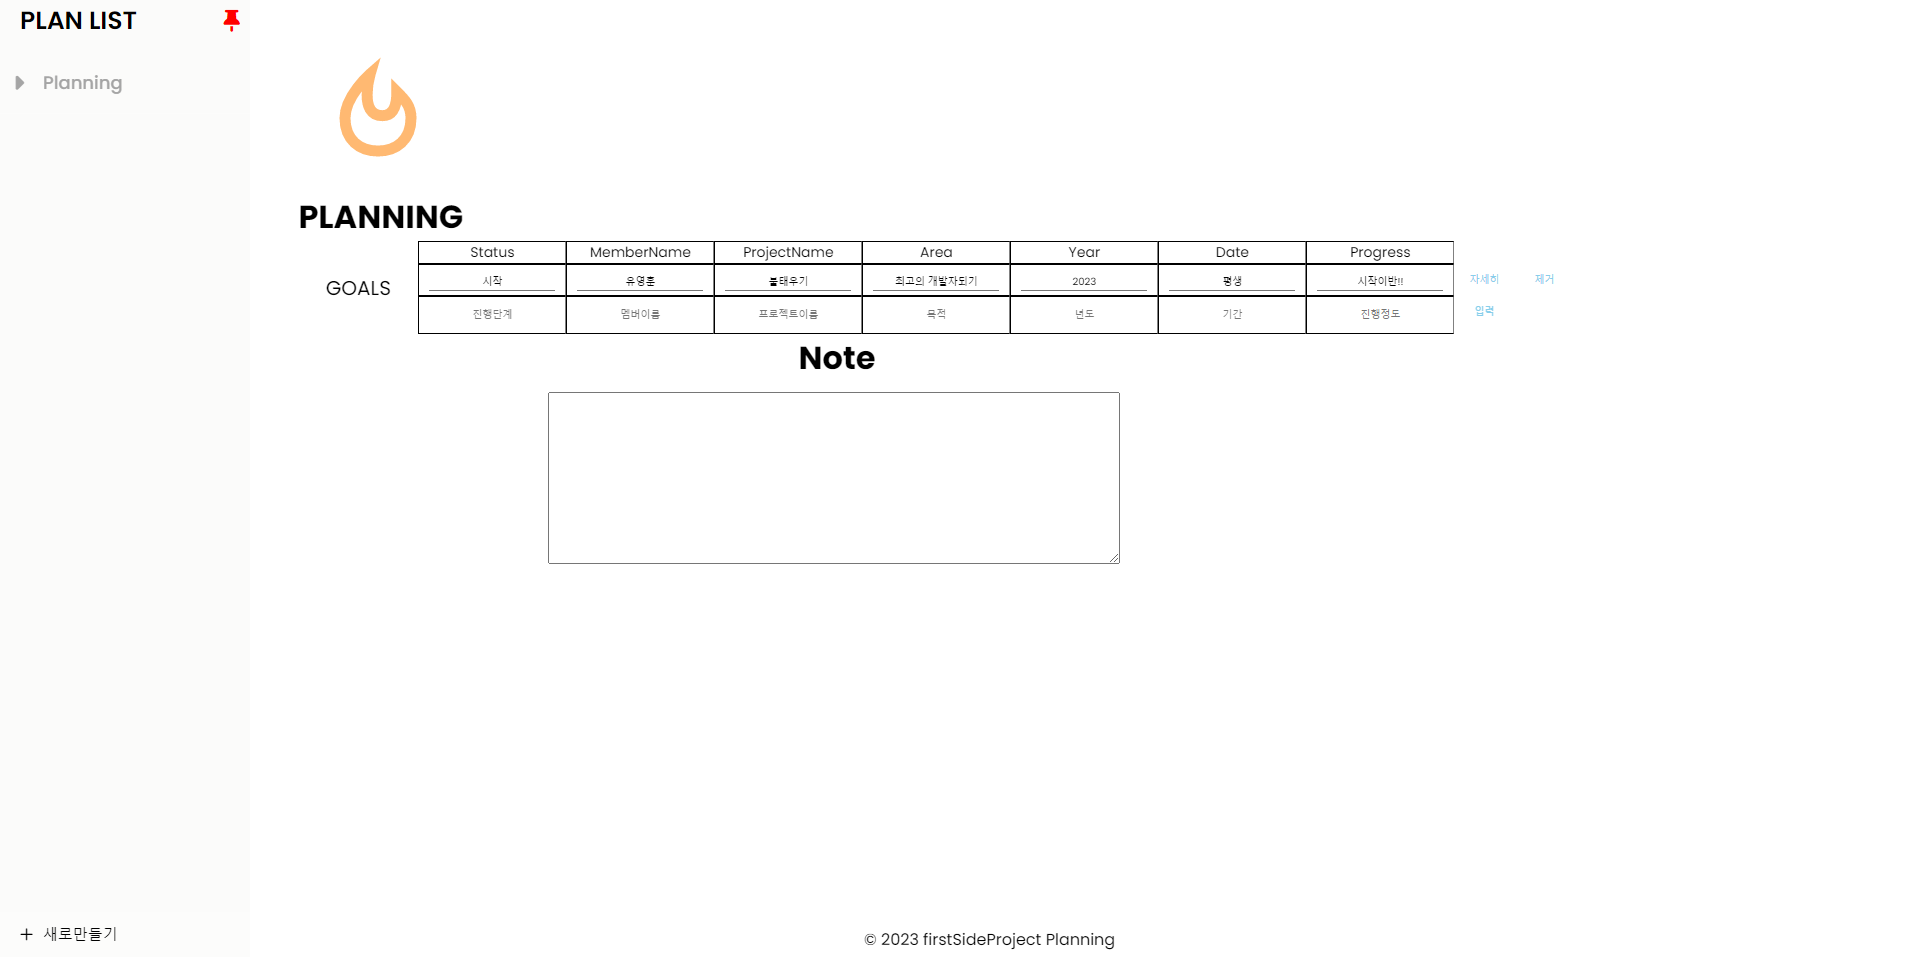 PLAN LIST
Planning
PLANNING
Status MemberName ProjectName Area Year Date Progress
GOALS
시작 유영훈 불태우기 최고의 개발자되기 2023 평생 시작이반!! 자세히 제거
진행단계 멤버이름 프로젝트이름 목적 년도 기간 진행정도 입력
Note
새로만들기
© 2023 firstSideProject Planning